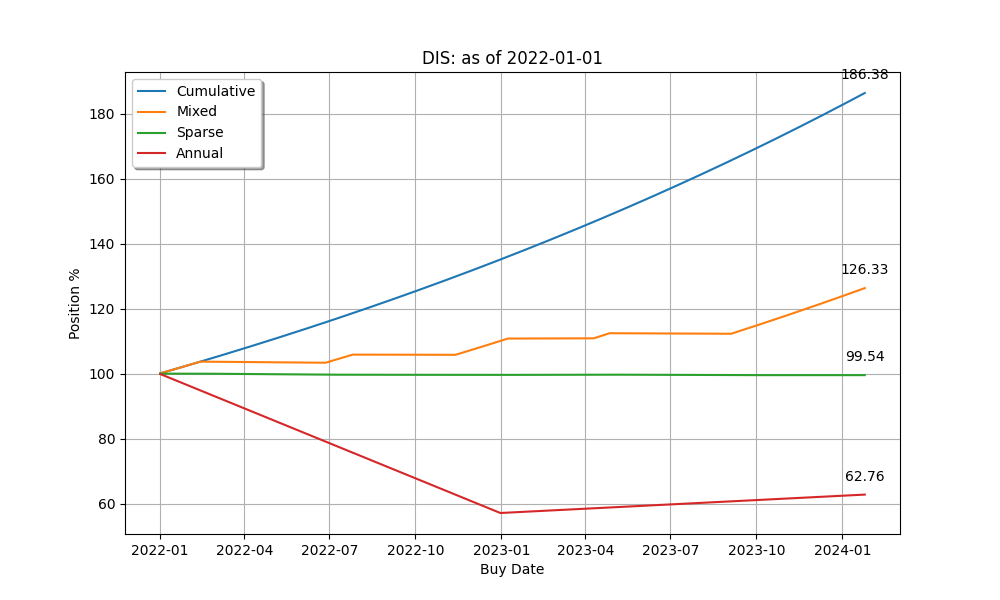 DIS: as of 2022-01-01
Cumulative
Mixed
Sparse
Annual
186.38
126.33
99.54
62.76
180
160
140
120
100
80
60
Position %
2022-01 2022-04 2022-07 2022-10 2023-01 2023-04 2023-07 2023-10 2024-01
Buy Date